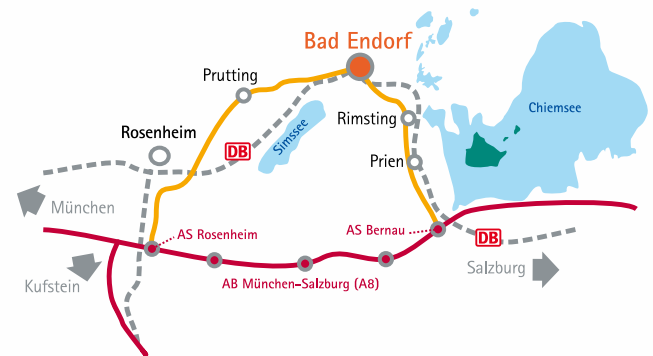 Bad Endorf
Prutting
Chiemsee
Rimsting
Rosenheim
Simssee
DB
Prien
München
AS Rosenheim
AS Bernau
DB
Salzburg
Kufstein
AB München–Salzburg (A8)